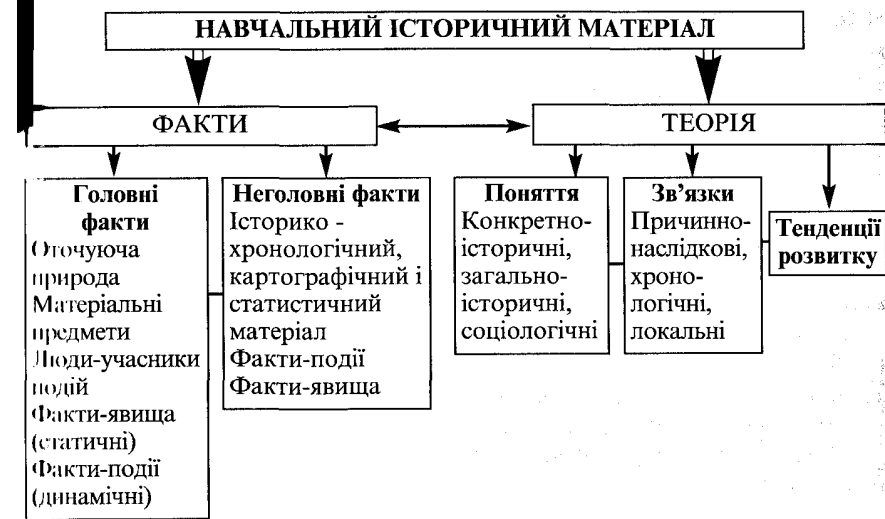 НАВЧАЛЬНИЙ ІСТОРИЧНИЙ МАТЕРІАЛ
ФАКТИ
ТЕОРІЯ
Головні
факти
Оточуюча
природа
Матеріальні
предмети
Люди-учасники
подій
Факти-явища
(статичні)
Факти-події
(динамічні)
Неголовні факти
Історико -
хронологічний,
картографічний і
статистичний
матеріал
Факти-події
Факти-явища
Поняття
Конкретно-
історичні,
загально-
історичні,
соціологічні
Зв’язки
Причинно-
наслідкові,
хроно-
логічні,
локальні
Тенденції
розвитку